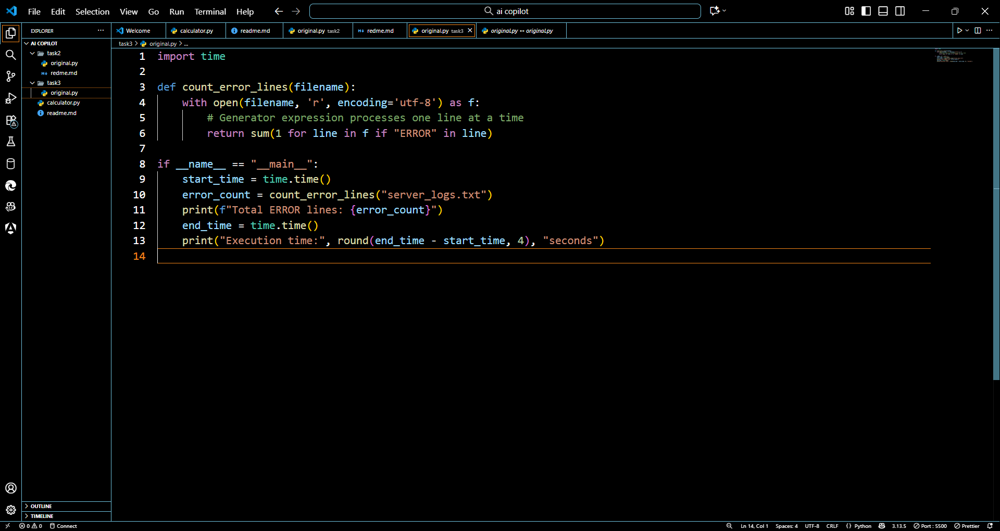 File Edit Selection View Go Run Terminal Help ai copilot
EXPLORER
Welcome calculator.py readme.md original.py task2 redme.md original.py task3 original.py ↔ original.py
AI COPILOT
task2
original.py
redme.md
task3
original.py
calculator.py
readme.md
OUTLINE
TIMELINE
task3 > original.py > ...
1 import time
2
3 def count_error_lines(filename):
4     with open(filename, 'r', encoding='utf-8') as f:
5         # Generator expression processes one line at a time
6         return sum(1 for line in f if "ERROR" in line)
7
8 if __name__ == "__main__":
9     start_time = time.time()
10     error_count = count_error_lines("server_logs.txt")
11     print(f"Total ERROR lines: {error_count}")
12     end_time = time.time()
13     print("Execution time:", round(end_time - start_time, 4), "seconds")
14
0 0 Connect Ln 14, Col 1 Spaces: 4 UTF-8 CRLF {} Python 3.13.5 Port : 5500 Prettier